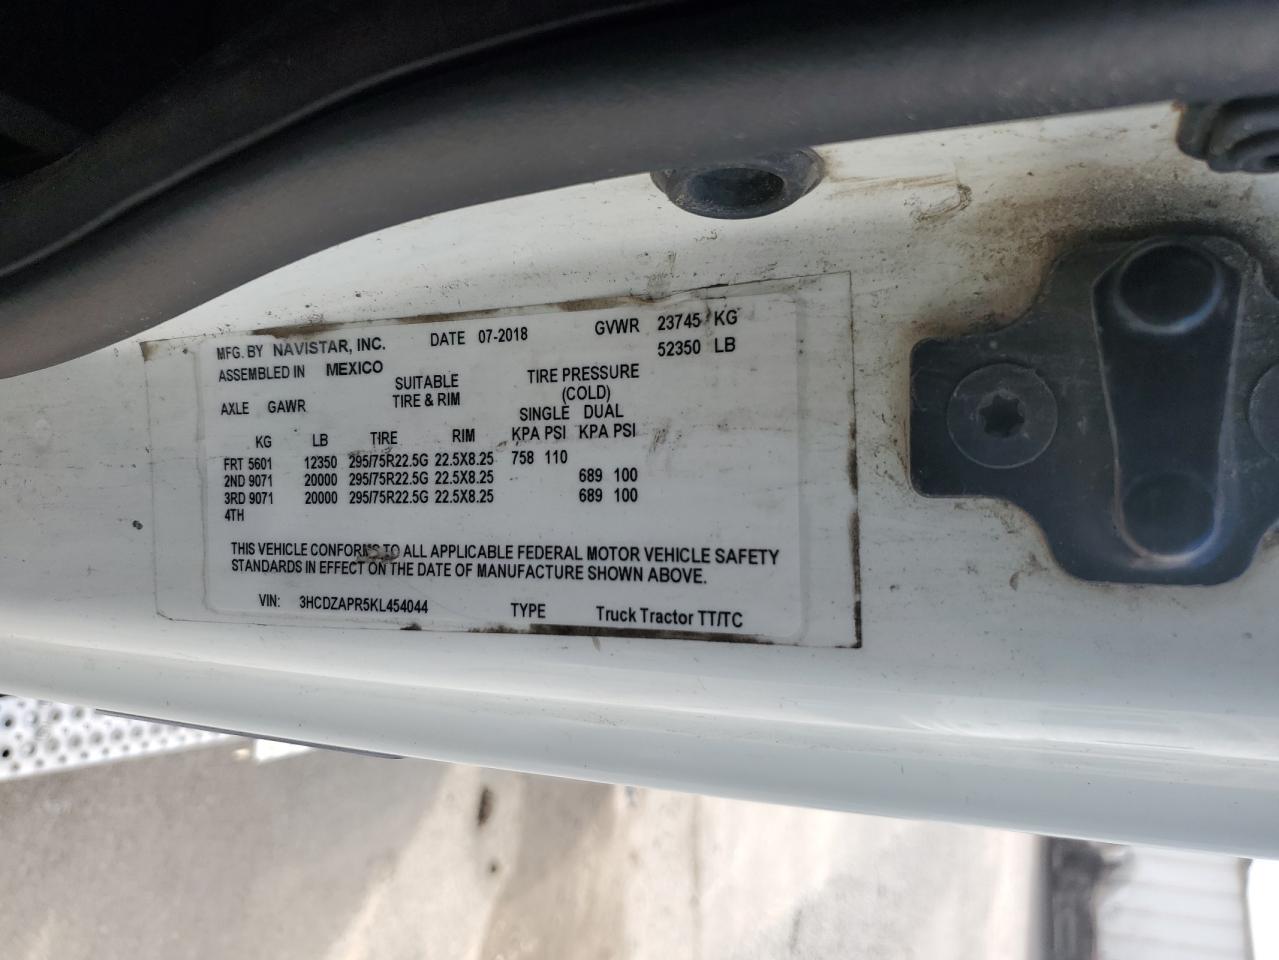 MFG. BY NAVISTAR, INC. DATE 07-2018 GVWR 23745 KG
ASSEMBLED IN MEXICO 52350 LB
SUITABLE TIRE PRESSURE
AXLE GAWR TIRE & RIM (COLD)
SINGLE DUAL
KG LB TIRE RIM KPA PSI KPA PSI
FRT 5601 12350 295/75R22.5G 22.5X8.25 758 110
2ND 9071 20000 295/75R22.5G 22.5X8.25 689 100
3RD 9071 20000 295/75R22.5G 22.5X8.25 689 100
4TH
THIS VEHICLE CONFORMS TO ALL APPLICABLE FEDERAL MOTOR VEHICLE SAFETY
STANDARDS IN EFFECT ON THE DATE OF MANUFACTURE SHOWN ABOVE.
VIN: 3HCDZAPR5KL454044 TYPE Truck Tractor TT/TC